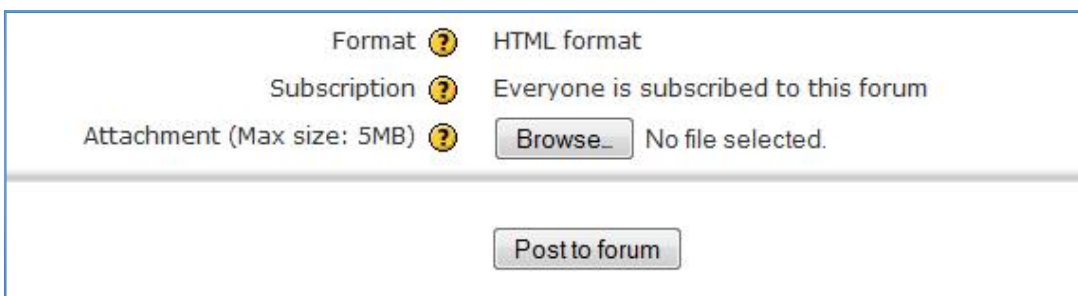 Format ? HTML format
Subscription ? Everyone is subscribed to this forum
Attachment (Max size: 5MB) ? Browse_ No file selected.
Post to forum